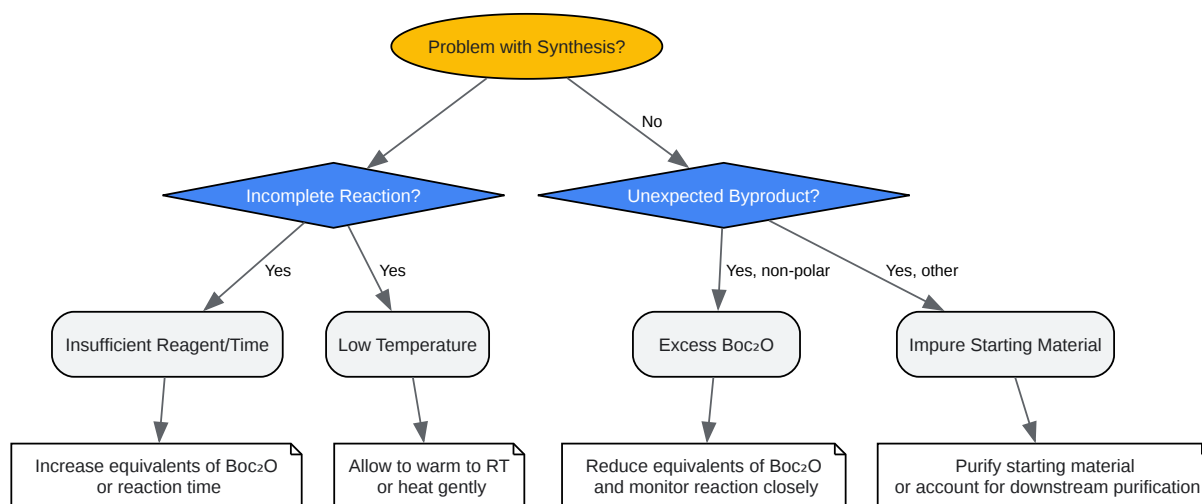 Problem with Synthesis?
No
Incomplete Reaction?
Unexpected Byproduct?
Yes
Yes
Yes, non-polar
Yes, other
Insufficient Reagent/Time
Low Temperature
Excess Boc₂O
Impure Starting Material
Increase equivalents of Boc₂O
or reaction time
Allow to warm to RT
or heat gently
Reduce equivalents of Boc₂O
and monitor reaction closely
Purify starting material
or account for downstream purification